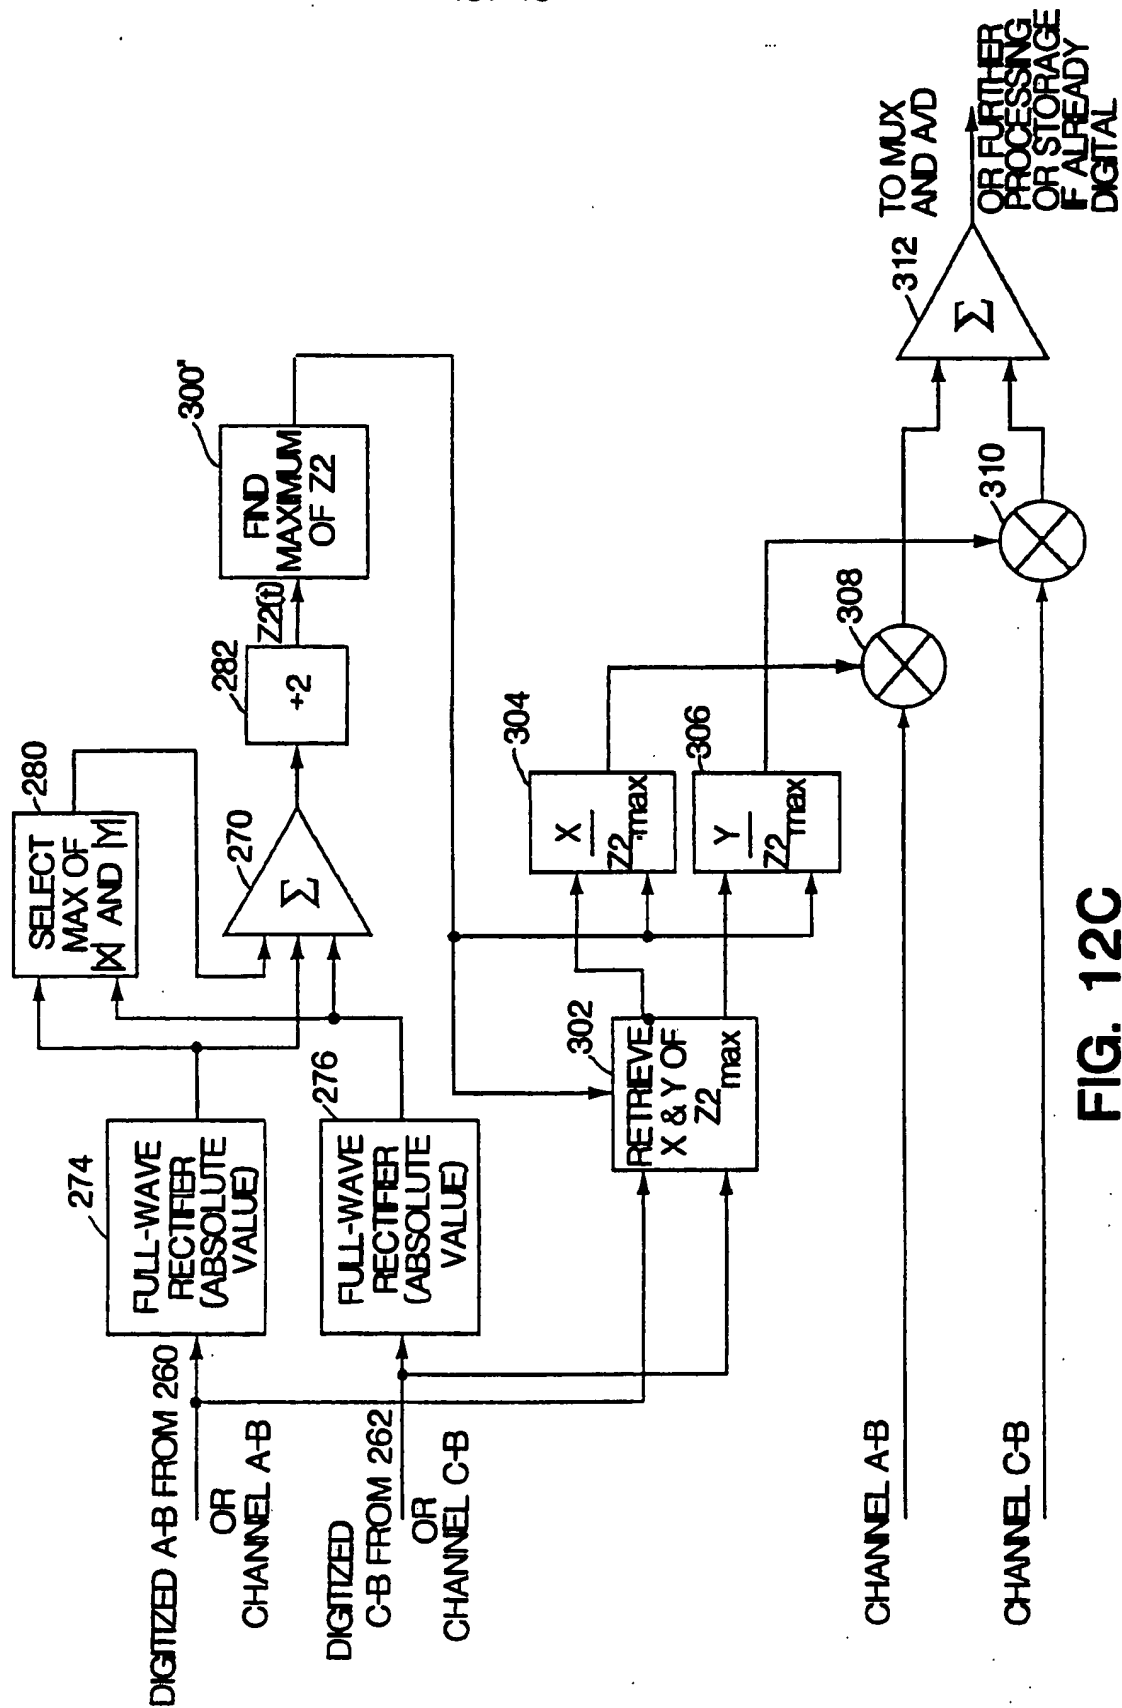 DIGITIZED A-B FROM 260
OR
CHANNEL A-B
274
FULL-WAVE
RECTIFIER
(ABSOLUTE
VALUE)
DIGITIZED
C-B FROM 262
OR
CHANNEL C-B
276
FULL-WAVE
RECTIFIER
(ABSOLUTE
VALUE)
280
SELECT
MAX OF
|X| AND |Y|
270
Σ
282
÷2
Z2(t)
300'
FIND
MAXIMUM
OF Z2
302
RETRIEVE
X & Y OF
Z2max
304
X
Z2max
306
Y
Z2max
308
310
312
Σ
TO MUX
AND A/D
OR FURTHER
PROCESSING
OR STORAGE
IF ALREADY
DIGITAL
CHANNEL A-B
CHANNEL C-B
FIG. 12C